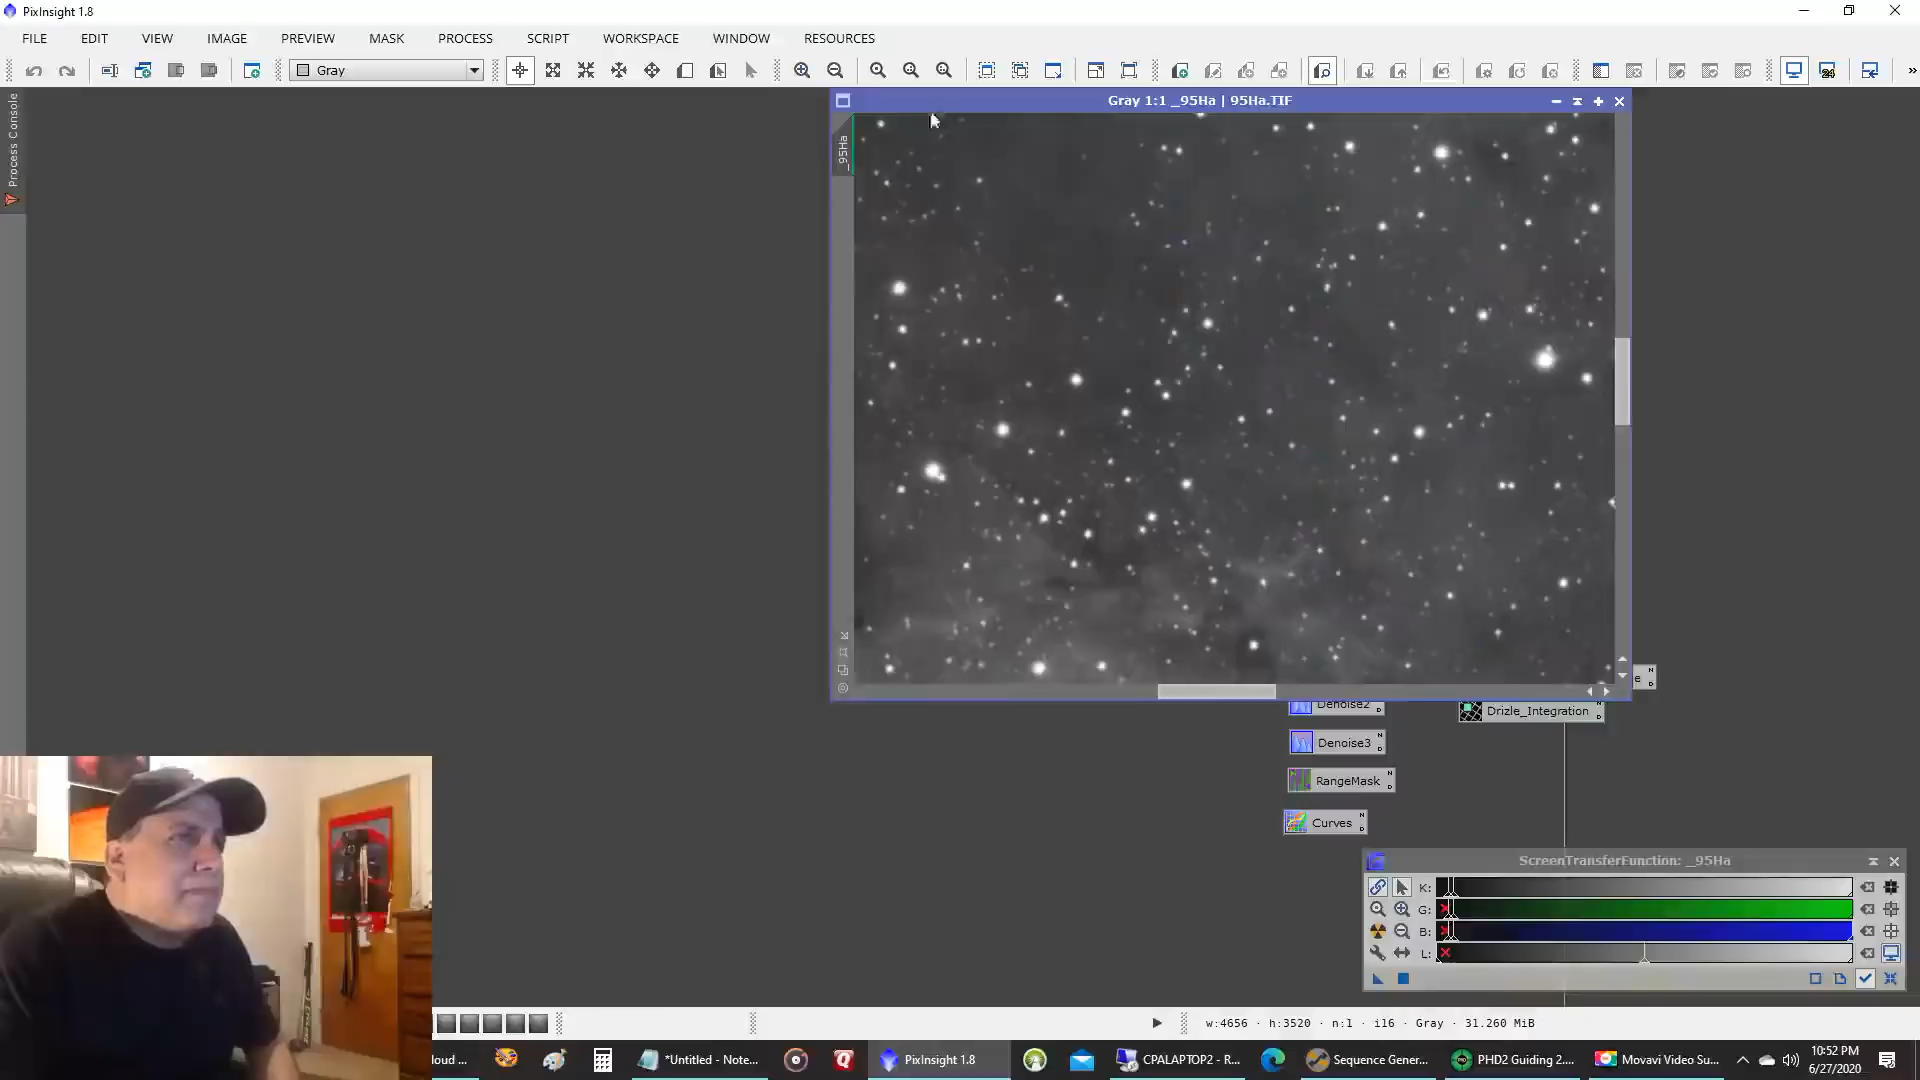 PixInsight 1.8
FILE EDIT VIEW IMAGE PREVIEW MASK PROCESS SCRIPT WORKSPACE WINDOW RESOURCES
Gray
24
»
Process Console
Gray 1:1 _95Ha | 95Ha.TIF
_95Ha
e N D
Denoise2 D
Drizle_Integration N D
Denoise3 N D
RangeMask N D
Curves N D
ScreenTransferFunction: _95Ha
K:
G:
B:
L:
w:4656 · h:3520 · n:1 · i16 · Gray · 31.260 MiB
loud ...
*Untitled - Note...
Q
PixInsight 1.8
CPALAPTOP2 - R...
Sequence Gener...
PHD2 Guiding 2....
Movavi Video Su...
10:52 PM
6/27/2020